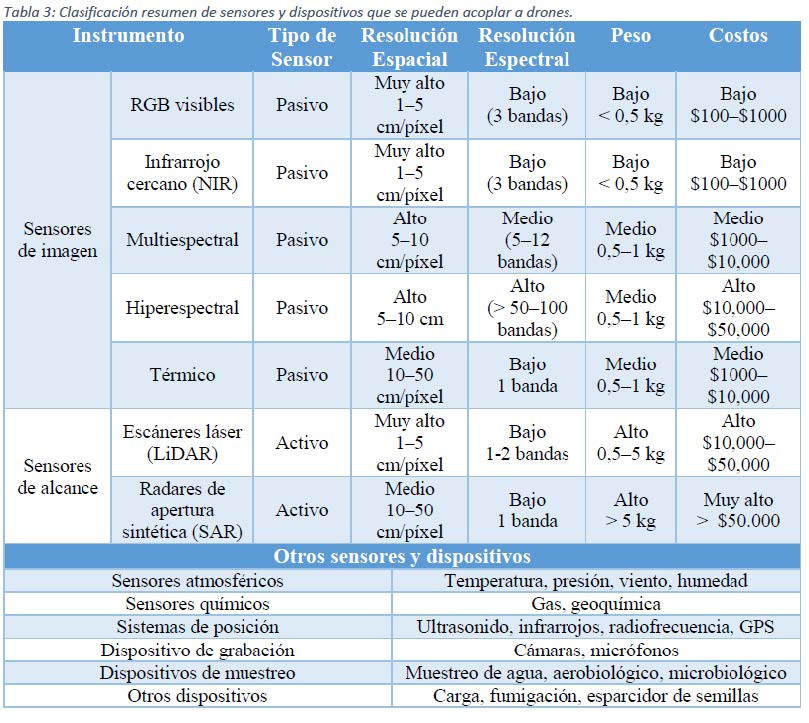 Tabla 3: Clasificación resumen de sensores y dispositivos que se pueden acoplar a drones.
Instrumento
Tipo de
Sensor
Resolución
Espacial
Resolución
Espectral
Peso
Costos
Sensores
de imagen
RGB visibles
Pasivo
Muy alto
1–5
cm/píxel
Bajo
(3 bandas)
Bajo
< 0,5 kg
Bajo
$100–$1000
Infrarrojo
cercano (NIR)
Pasivo
Muy alto
1–5
cm/píxel
Bajo
(3 bandas)
Bajo
< 0,5 kg
Bajo
$100–$1000
Multiespectral
Pasivo
Alto
5–10
cm/píxel
Medio
(5–12
bandas)
Medio
0,5–1 kg
Medio
$1000–
$10,000
Hiperespectral
Pasivo
Alto
5–10 cm
Alto
(> 50–100
bandas)
Medio
0,5–1 kg
Alto
$10,000–
$50,000
Térmico
Pasivo
Medio
10–50
cm/píxel
Bajo
1 banda
Medio
0,5–1 kg
Medio
$1000–
$10,000
Sensores
de alcance
Escáneres láser
(LiDAR)
Activo
Muy alto
1–5
cm/píxel
Bajo
1-2 bandas
Alto
0,5–5 kg
Alto
$10,000–
$50,000
Radares de
apertura
sintética (SAR)
Activo
Medio
10–50
cm/píxel
Bajo
1 banda
Alto
> 5 kg
Muy alto
> $50.000
Otros sensores y dispositivos
Sensores atmosféricos
Temperatura, presión, viento, humedad
Sensores químicos
Gas, geoquímica
Sistemas de posición
Ultrasonido, infrarrojos, radiofrecuencia, GPS
Dispositivo de grabación
Cámaras, micrófonos
Dispositivos de muestreo
Muestreo de agua, aerobiológico, microbiológico
Otros dispositivos
Carga, fumigación, esparcidor de semillas